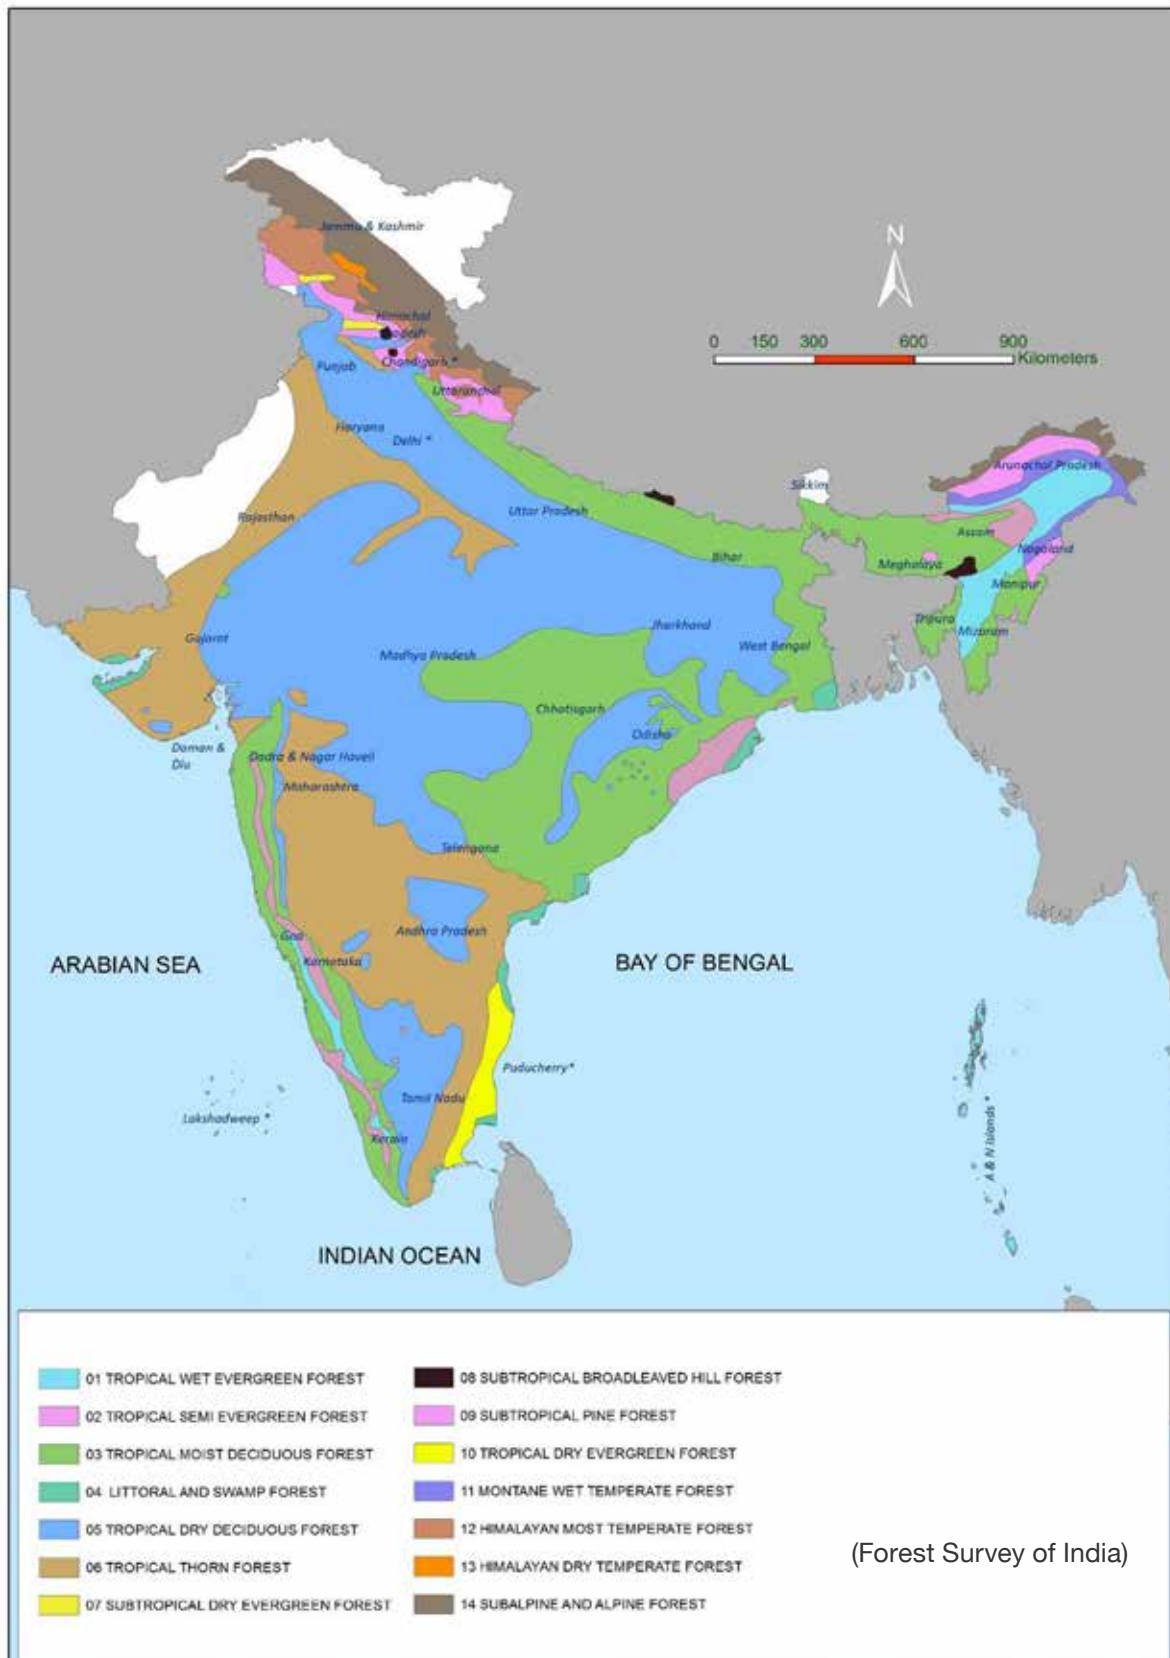 Jammu & Kashmir
N
0 150 300 600 900
Kilometers
Himachal
Pradesh
Chandigarh *
Punjab
Uttaranchal
Haryana
Delhi *
Arunachal Pradesh
Sikkim
Rajasthan
Uttar Pradesh
Assam
Nagaland
Bihar
Meghalaya
Manipur
Tripura
Mizoram
Gujarat
Jharkhand
West Bengal
Madhya Pradesh
Chhatisgarh
Odisha
Daman &
Diu
Dadra & Nagar Haveli
Maharashtra
Telengana
Goa
Andhra Pradesh
Karnataka
ARABIAN SEA
BAY OF BENGAL
Puducherry*
Tamil Nadu
Lakshadweep *
Kerala
A & N Islands *
INDIAN OCEAN
01 TROPICAL WET EVERGREEN FOREST
02 TROPICAL SEMI EVERGREEN FOREST
03 TROPICAL MOIST DECIDUOUS FOREST
04 LITTORAL AND SWAMP FOREST
05 TROPICAL DRY DECIDUOUS FOREST
06 TROPICAL THORN FOREST
07 SUBTROPICAL DRY EVERGREEN FOREST
08 SUBTROPICAL BROADLEAVED HILL FOREST
09 SUBTROPICAL PINE FOREST
10 TROPICAL DRY EVERGREEN FOREST
11 MONTANE WET TEMPERATE FOREST
12 HIMALAYAN MOST TEMPERATE FOREST
13 HIMALAYAN DRY TEMPERATE FOREST
14 SUBALPINE AND ALPINE FOREST
(Forest Survey of India)